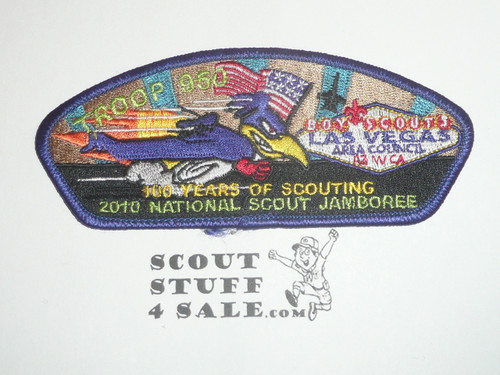 TROOP 960
BOY SCOUTS
LAS VEGAS
AREA COUNCIL
AZ NV CA
100 YEARS OF SCOUTING
2010 NATIONAL SCOUT JAMBOREE
SCOUT
STUFF
4 SALE.COM